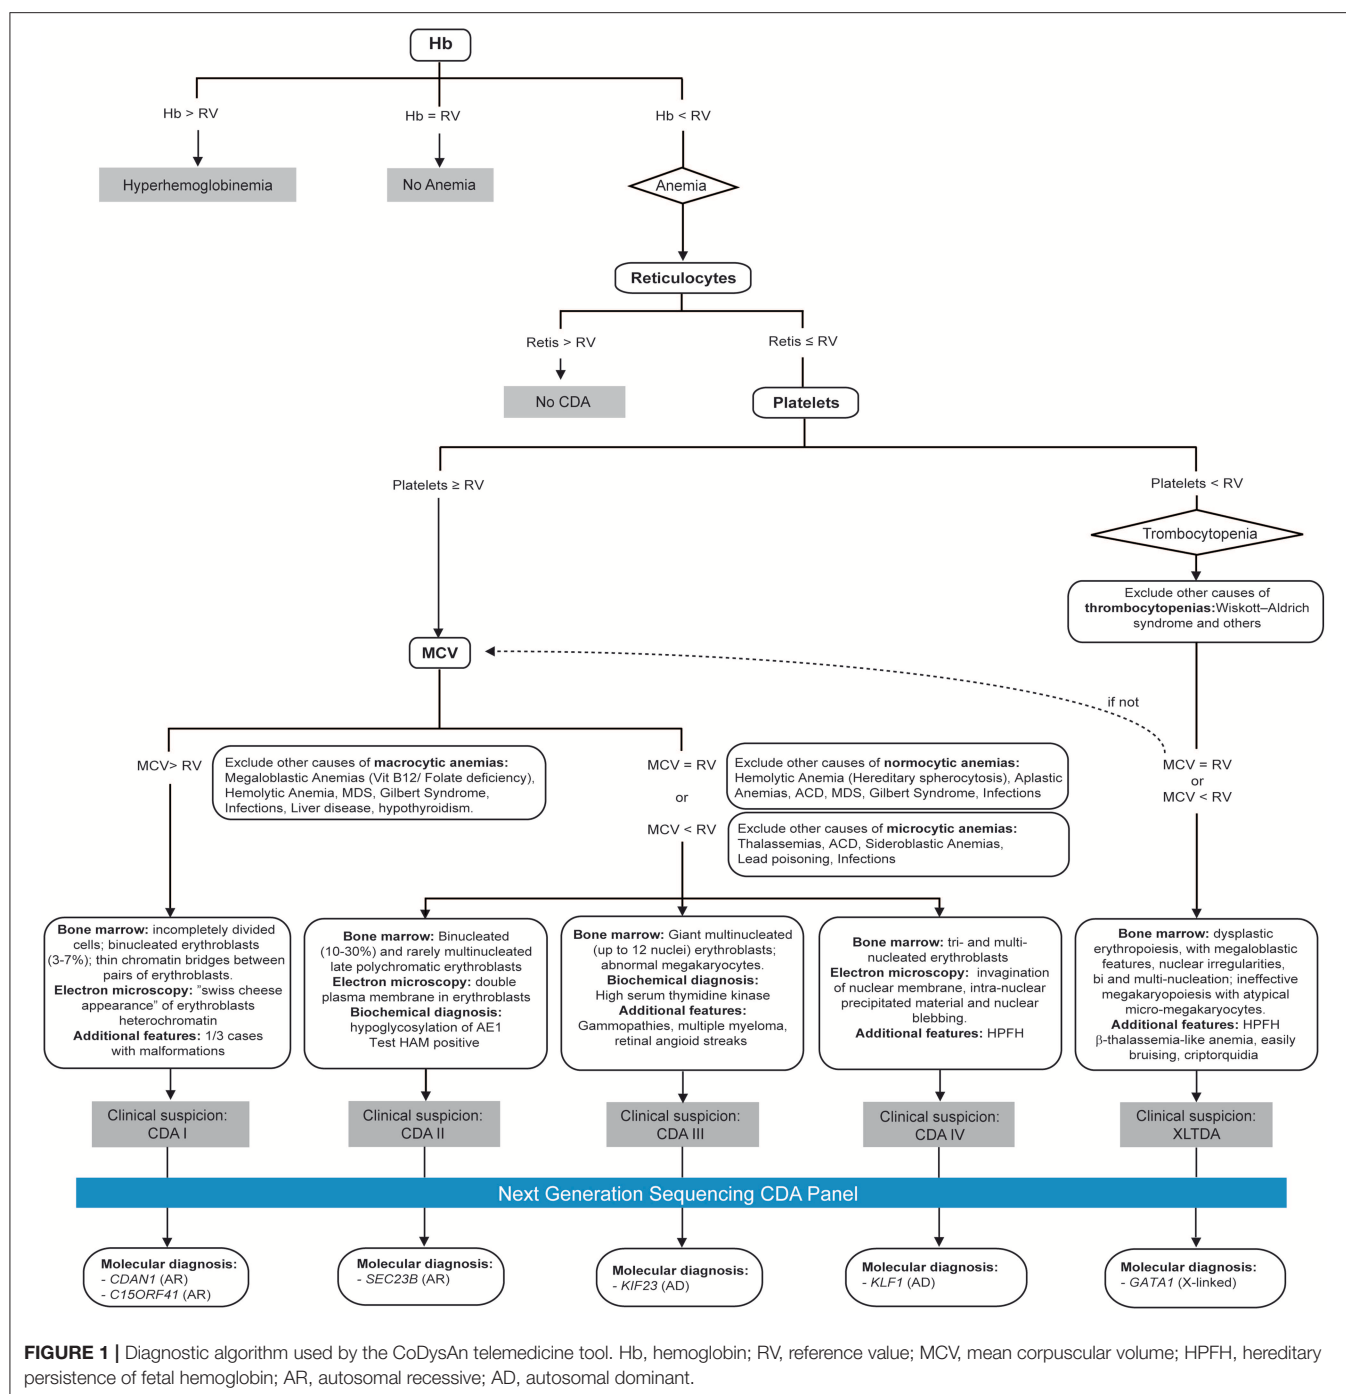 Hb
Hb > RV
Hb = RV
Hb < RV
Hyperhemoglobinemia
No Anemia
Anemia
Reticulocytes
Retis > RV
Retis ≤ RV
No CDA
Platelets
Platelets ≥ RV
Platelets < RV
Trombocytopenia
Exclude other causes of
thrombocytopenias:Wiskott–Aldrich
syndrome and others
MCV
if not
MCV> RV
Exclude other causes of macrocytic anemias:
Megaloblastic Anemias (Vit B12/ Folate deficiency),
Hemolytic Anemia, MDS, Gilbert Syndrome,
Infections, Liver disease, hypothyroidism.
MCV = RV
or
MCV < RV
Exclude other causes of normocytic anemias:
Hemolytic Anemia (Hereditary spherocytosis), Aplastic
Anemias, ACD, MDS, Gilbert Syndrome, Infections
Exclude other causes of microcytic anemias:
Thalassemias, ACD, Sideroblastic Anemias,
Lead poisoning, Infections
MCV = RV
or
MCV < RV
Bone marrow: incompletely divided
cells; binucleated erythroblasts
(3-7%); thin chromatin bridges between
pairs of erythroblasts.
Electron microscopy: "swiss cheese
appearance" of erythroblasts
heterochromatin
Additional features: 1/3 cases
with malformations
Bone marrow: Binucleated
(10-30%) and rarely multinucleated
late polychromatic erythroblasts
Electron microscopy: double
plasma membrane in erythroblasts
Biochemical diagnosis:
hypoglycosylation of AE1
Test HAM positive
Bone marrow: Giant multinucleated
(up to 12 nuclei) erythroblasts;
abnormal megakaryocytes.
Biochemical diagnosis:
High serum thymidine kinase
Additional features:
Gammopathies, multiple myeloma,
retinal angioid streaks
Bone marrow: tri- and multi-
nucleated erythroblasts
Electron microscopy: invagination
of nuclear membrane, intra-nuclear
precipitated material and nuclear
blebbing.
Additional features: HPFH
Bone marrow: dysplastic
erythropoiesis, with megaloblastic
features, nuclear irregularities,
bi and multi-nucleation; ineffective
megakaryopoiesis with atypical
micro-megakaryocytes.
Additional features: HPFH
β-thalassemia-like anemia, easily
bruising, criptorquidia
Clinical suspicion:
CDA I
Clinical suspicion:
CDA II
Clinical suspicion:
CDA III
Clinical suspicion:
CDA IV
Clinical suspicion:
XLTDA
Next Generation Sequencing CDA Panel
Molecular diagnosis:
- CDAN1 (AR)
- C15ORF41 (AR)
Molecular diagnosis:
- SEC23B (AR)
Molecular diagnosis:
- KIF23 (AD)
Molecular diagnosis:
- KLF1 (AD)
Molecular diagnosis:
- GATA1 (X-linked)
FIGURE 1 | Diagnostic algorithm used by the CoDysAn telemedicine tool. Hb, hemoglobin; RV, reference value; MCV, mean corpuscular volume; HPFH, hereditary
persistence of fetal hemoglobin; AR, autosomal recessive; AD, autosomal dominant.